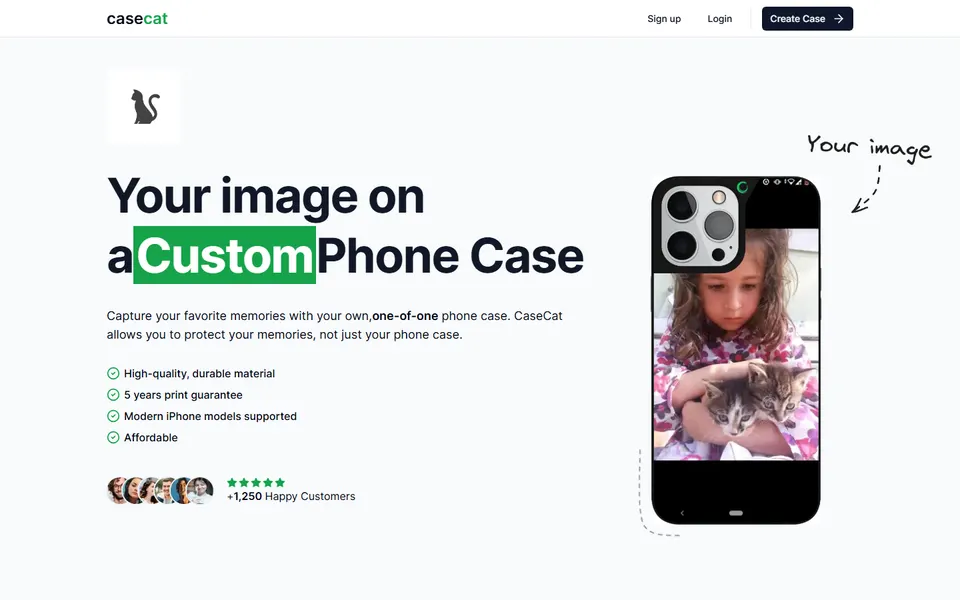 casecat
Sign up
Login
Create Case
Your image
Your image on
a Custom Phone Case
Capture your favorite memories with your own,one-of-one phone case. CaseCat
allows you to protect your memories, not just your phone case.
High-quality, durable material
5 years print guarantee
Modern iPhone models supported
Affordable
+1,250 Happy Customers